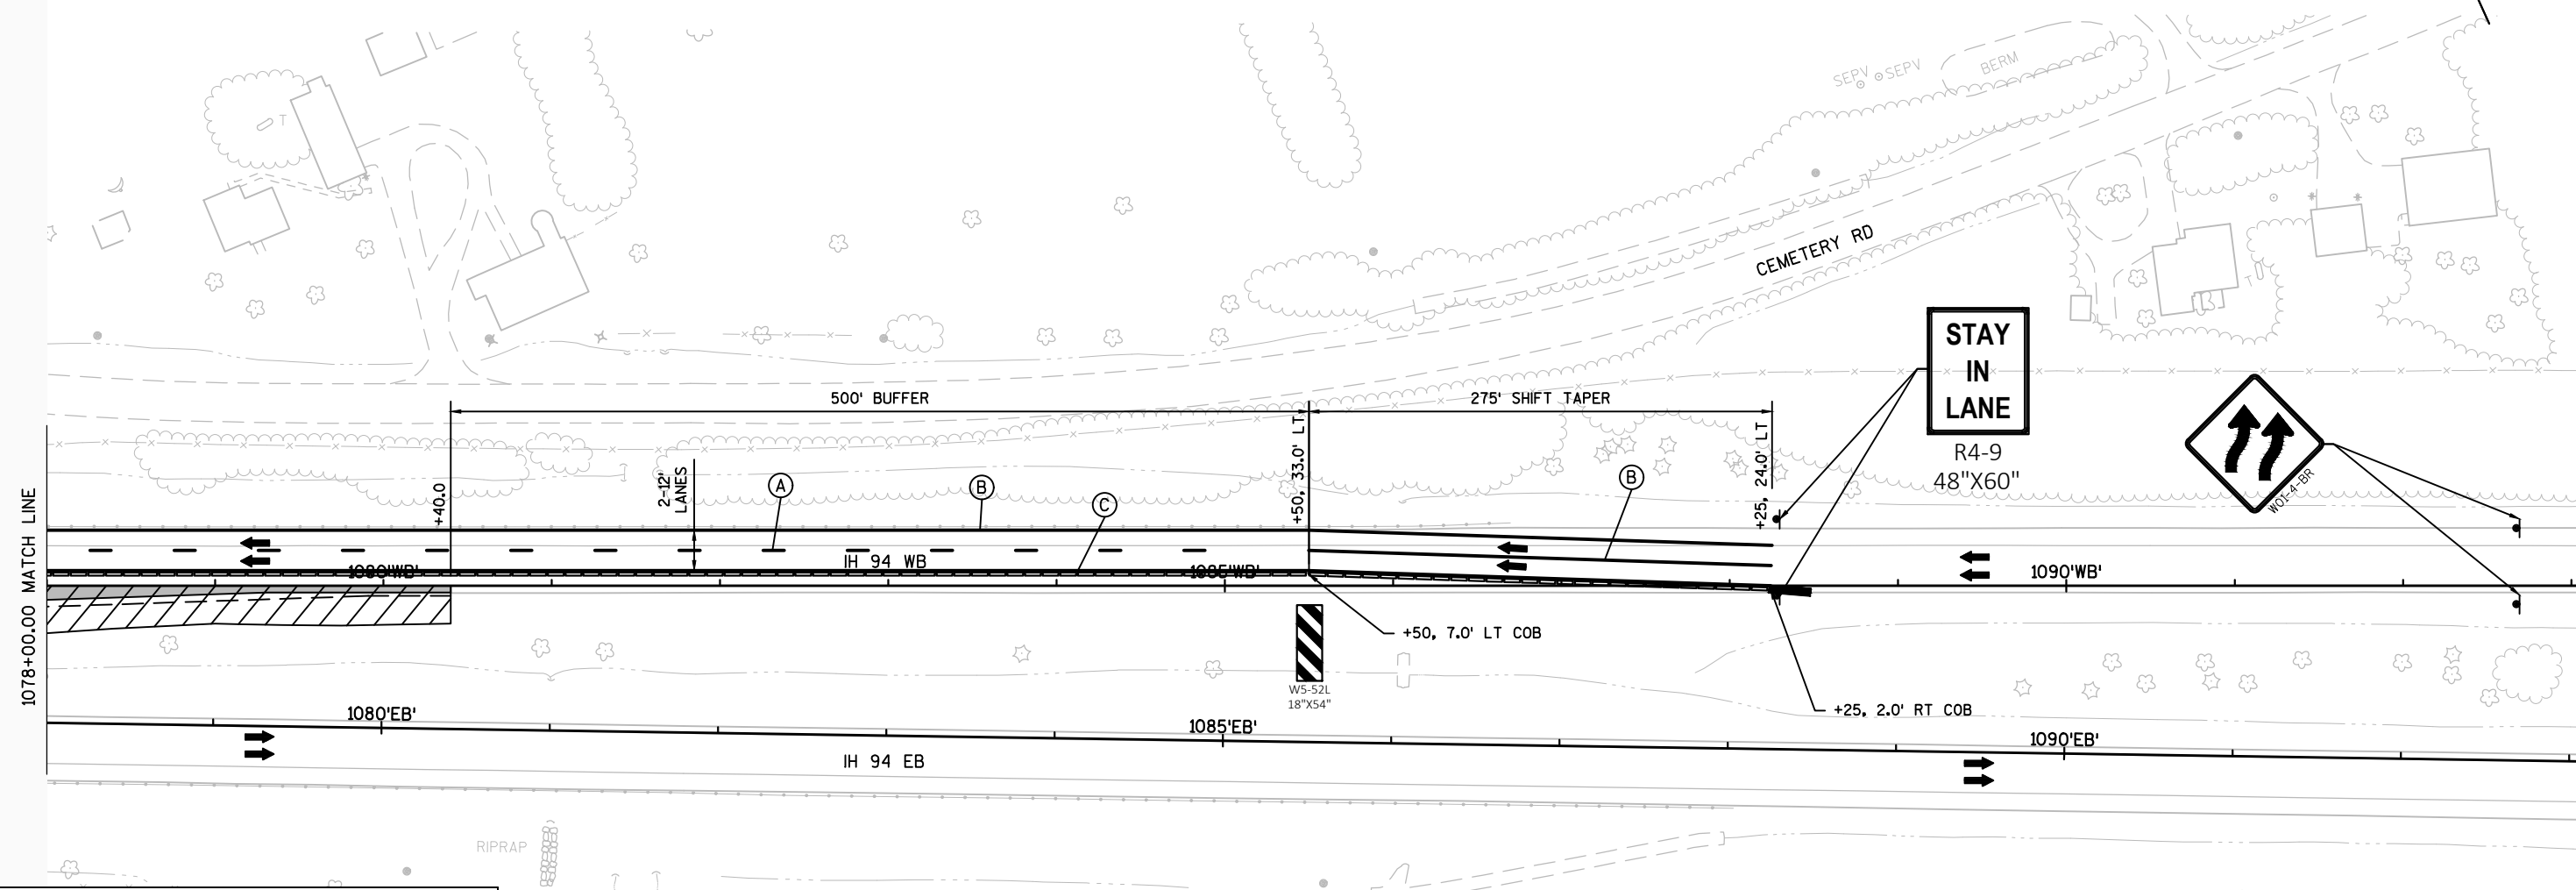 SEPV
SEPV
BERM
T
CEMETERY RD
T
STAY
IN
LANE
R4-9
48"X60"
W01-4-BR
500' BUFFER
275' SHIFT TAPER
+40.0
2-12'
LANES
A
B
C
+50, 33.0' LT
B
+25, 24.0' LT
1078+00.00 MATCH LINE
IH 94 WB
1080'WB'
1085'WB'
1090'WB'
+50, 7.0' LT COB
W5-52L
18"X54"
+25, 2.0' RT COB
1080'EB'
1085'EB'
1090'EB'
IH 94 EB
RIPRAP